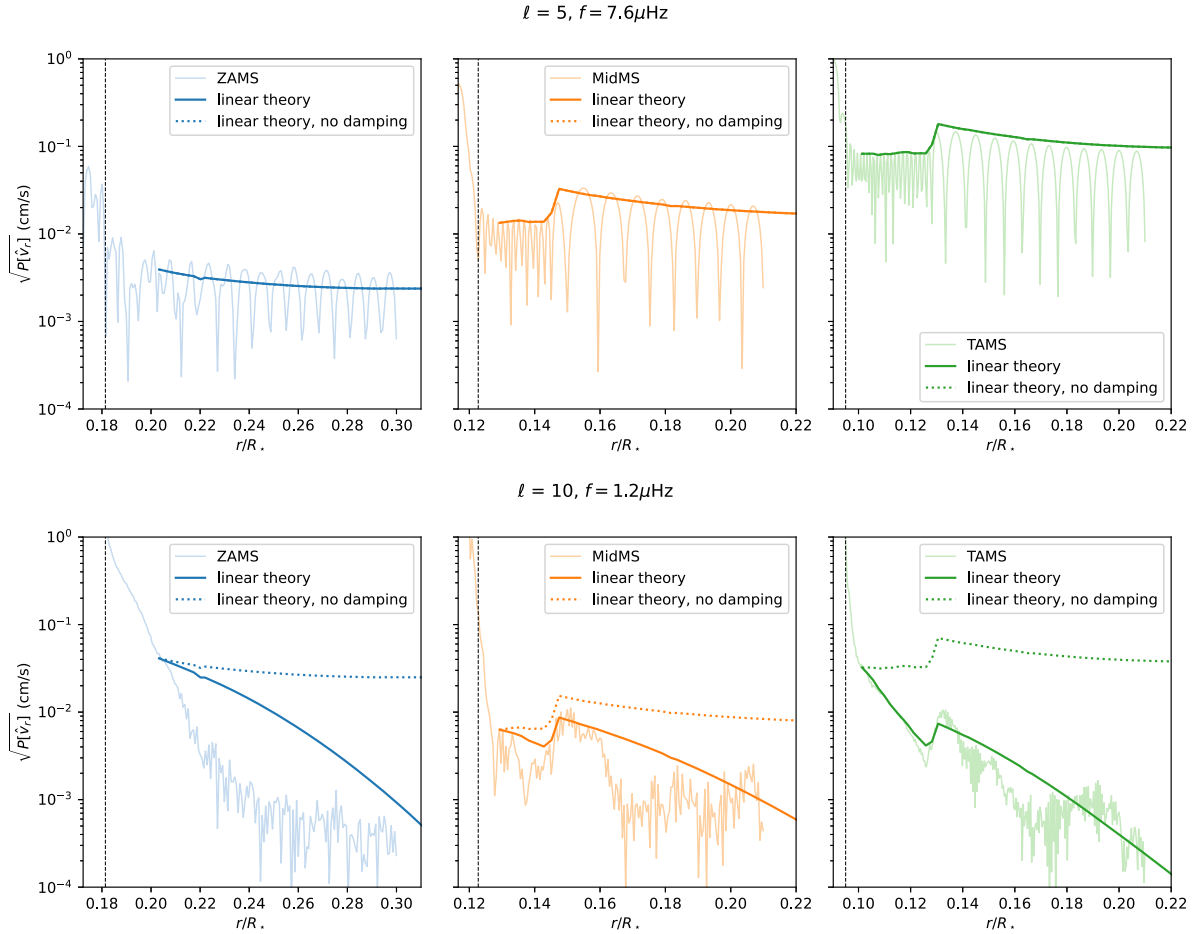 ℓ = 5, f = 7.6μHz
√P[v̂ᵣ] (cm/s)
10⁰
10⁻¹
10⁻²
10⁻³
10⁻⁴
ZAMS
linear theory
linear theory, no damping
0.18 0.20 0.22 0.24 0.26 0.28 0.30
r/R⋆
MidMS
linear theory
linear theory, no damping
0.12 0.14 0.16 0.18 0.20 0.22
r/R⋆
TAMS
linear theory
linear theory, no damping
0.10 0.12 0.14 0.16 0.18 0.20 0.22
r/R⋆
ℓ = 10, f = 1.2μHz
√P[v̂ᵣ] (cm/s)
10⁰
10⁻¹
10⁻²
10⁻³
10⁻⁴
ZAMS
linear theory
linear theory, no damping
0.18 0.20 0.22 0.24 0.26 0.28 0.30
r/R⋆
MidMS
linear theory
linear theory, no damping
0.12 0.14 0.16 0.18 0.20 0.22
r/R⋆
TAMS
linear theory
linear theory, no damping
0.10 0.12 0.14 0.16 0.18 0.20 0.22
r/R⋆